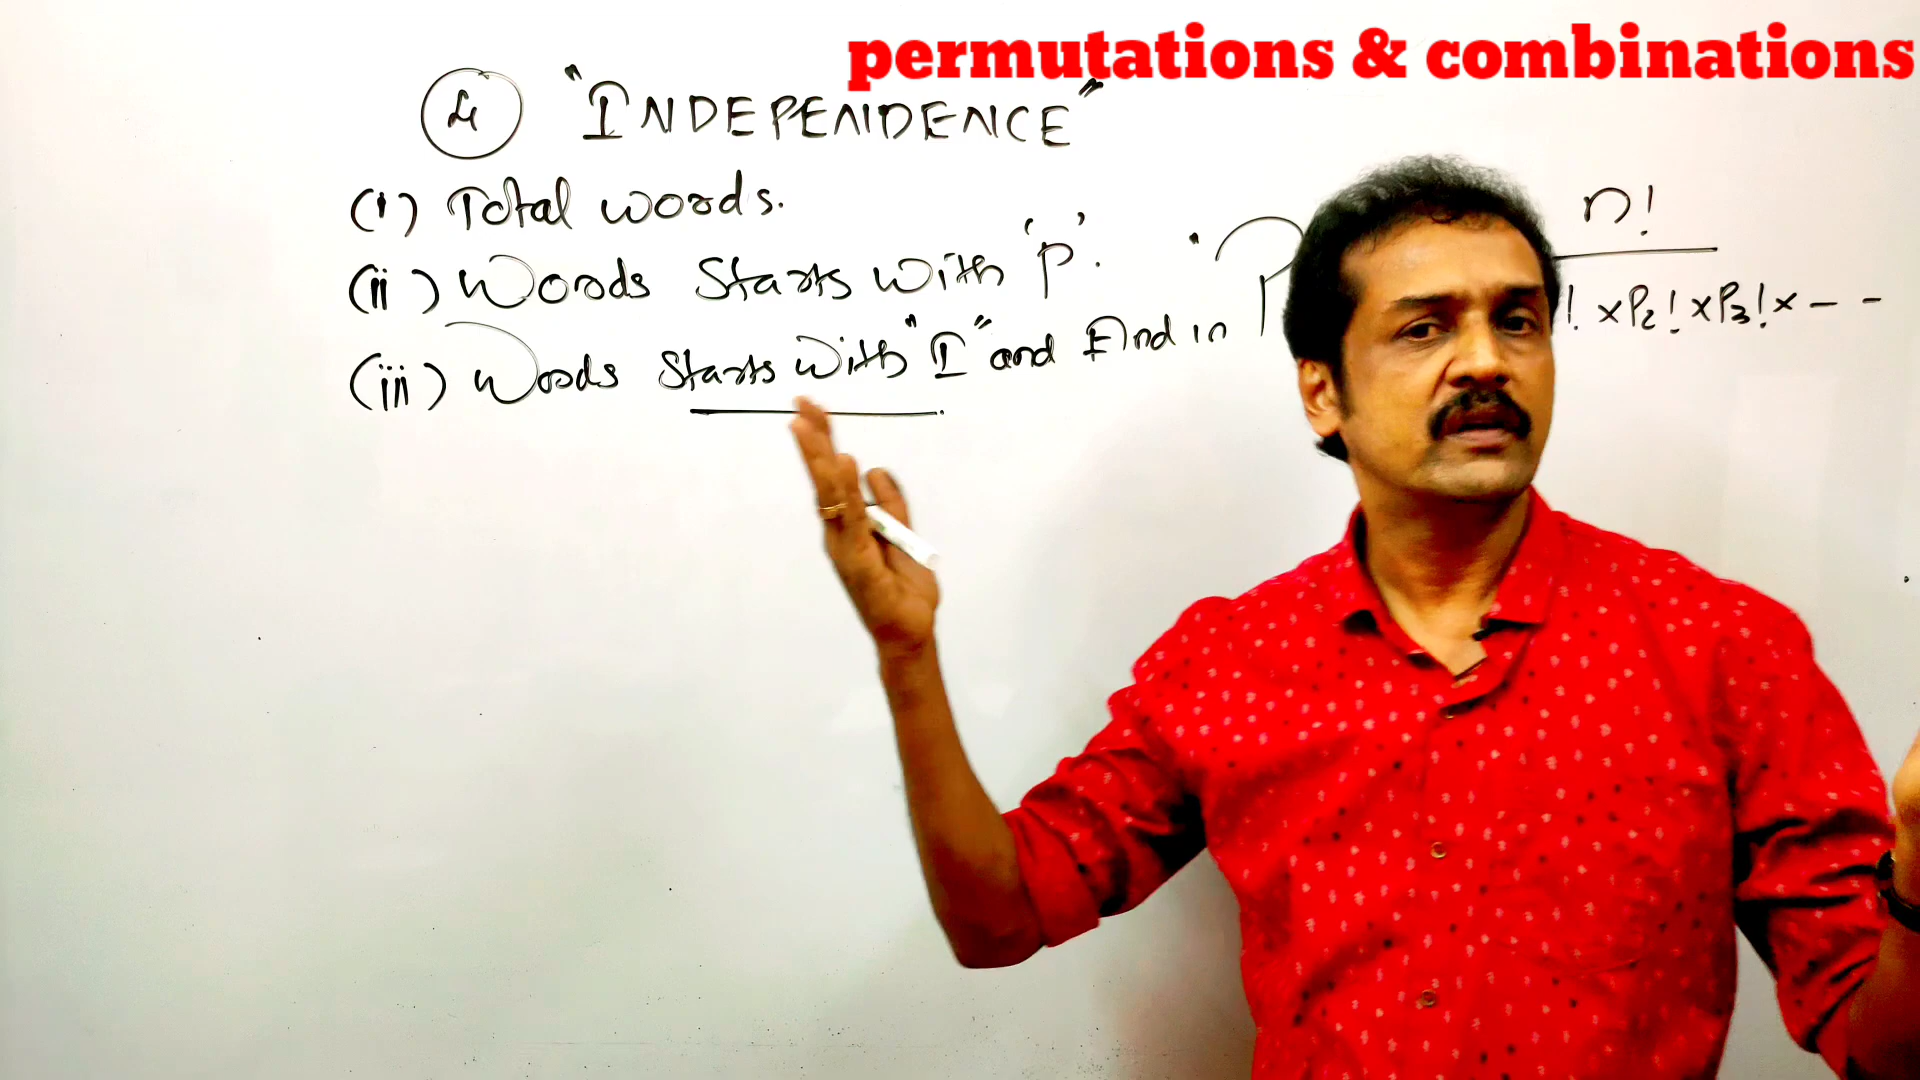 permutations & combinations
4 "INDEPENDENCE"
(i) Total words.
(ii) Words Starts with 'P'.
(iii) Words Starts with "I" and End in "P
n!
! × P2! × P3! × - -